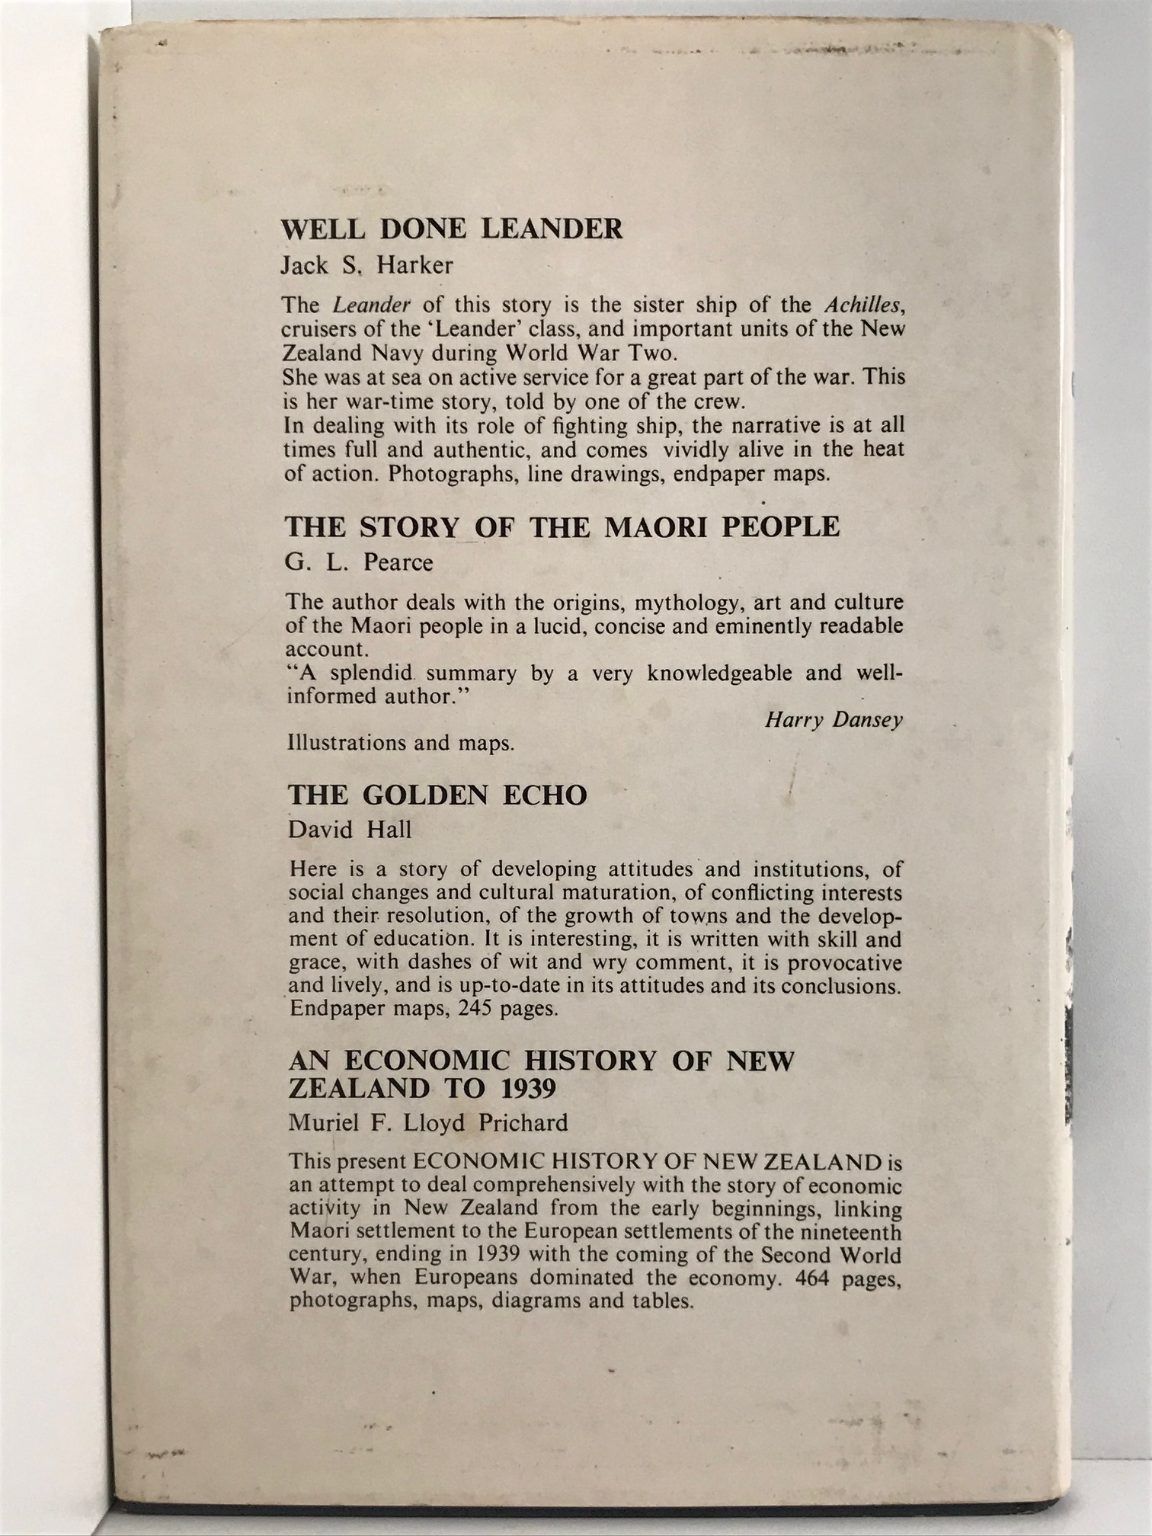 WELL DONE LEANDER
Jack S. Harker
The Leander of this story is the sister ship of the Achilles,
cruisers of the ‘Leander’ class, and important units of the New
Zealand Navy during World War Two.
She was at sea on active service for a great part of the war. This
is her war-time story, told by one of the crew.
In dealing with its role of fighting ship, the narrative is at all
times full and authentic, and comes vividly alive in the heat
of action. Photographs, line drawings, endpaper maps.
THE STORY OF THE MAORI PEOPLE
G. L. Pearce
The author deals with the origins, mythology, art and culture
of the Maori people in a lucid, concise and eminently readable
account.
“A splendid summary by a very knowledgeable and well-
informed author.”
Harry Dansey
Illustrations and maps.
THE GOLDEN ECHO
David Hall
Here is a story of developing attitudes and institutions, of
social changes and cultural maturation, of conflicting interests
and their resolution, of the growth of towns and the develop-
ment of education. It is interesting, it is written with skill and
grace, with dashes of wit and wry comment, it is provocative
and lively, and is up-to-date in its attitudes and its conclusions.
Endpaper maps, 245 pages.
AN ECONOMIC HISTORY OF NEW
ZEALAND TO 1939
Muriel F. Lloyd Prichard
This present ECONOMIC HISTORY OF NEW ZEALAND is
an attempt to deal comprehensively with the story of economic
activity in New Zealand from the early beginnings, linking
Maori settlement to the European settlements of the nineteenth
century, ending in 1939 with the coming of the Second World
War, when Europeans dominated the economy. 464 pages,
photographs, maps, diagrams and tables.